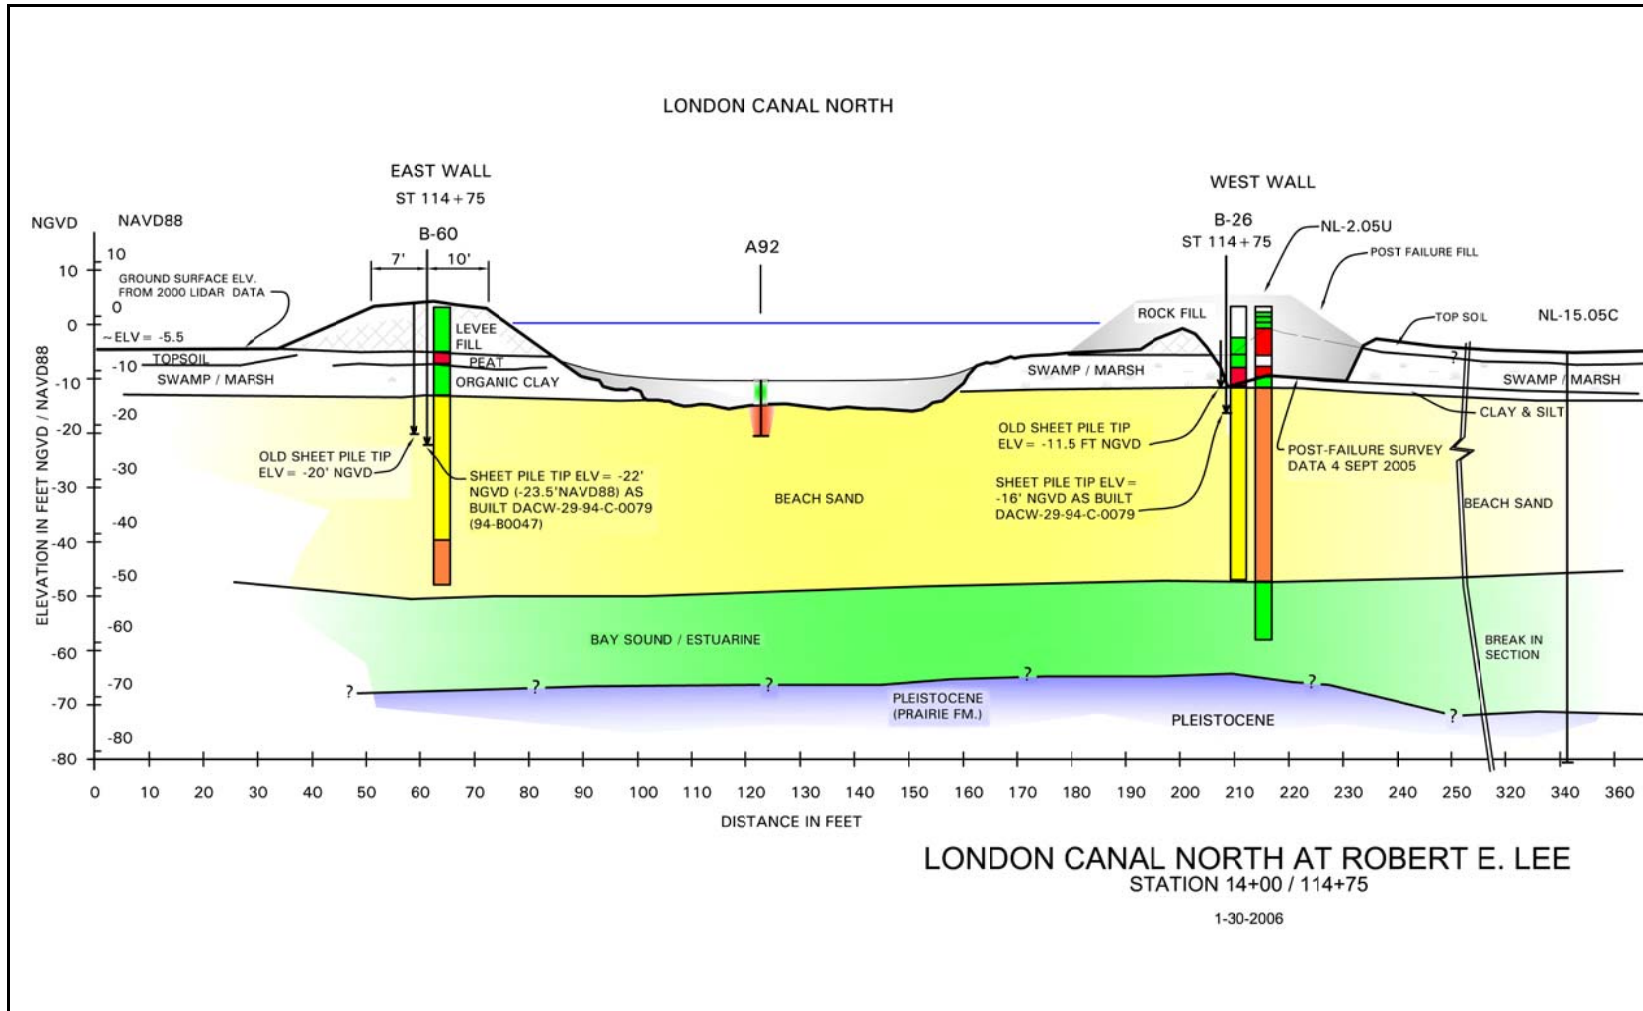 LONDON CANAL NORTH
EAST WALL
ST 114+75
B-60
7'
10'
A92
WEST WALL
B-26
ST 114+75
NL-2.05U
POST FAILURE FILL
NGVD
NAVD88
GROUND SURFACE ELV.
FROM 2000 LIDAR DATA
~ELV = -5.5
LEVEE
FILL
ROCK FILL
TOP SOIL
NL-15.05C
TOPSOIL
PEAT
?
SWAMP / MARSH
ORGANIC CLAY
SWAMP / MARSH
SWAMP / MARSH
CLAY & SILT
OLD SHEET PILE TIP
ELV = -20' NGVD
SHEET PILE TIP ELV = -22'
NGVD (-23.5'NAVD88) AS
BUILT DACW-29-94-C-0079
(94-B0047)
BEACH SAND
OLD SHEET PILE TIP
ELV = -11.5 FT NGVD
SHEET PILE TIP ELV =
-16' NGVD AS BUILT
DACW-29-94-C-0079
POST-FAILURE SURVEY
DATA 4 SEPT 2005
BEACH SAND
BAY SOUND / ESTUARINE
BREAK IN
SECTION
?
?
?
?
?
?
PLEISTOCENE
(PRAIRIE FM.)
PLEISTOCENE
ELEVATION IN FEET NGVD / NAVD88
10
0
-10
-20
-30
-40
-50
-60
-70
-80
10
0
-10
-20
-30
-40
-50
-60
-70
-80
0 10 20 30 40 50 60 70 80 90 100 110 120 130 140 150 160 170 180 190 200 210 220 230 240 250 260 320 340 360
DISTANCE IN FEET
LONDON CANAL NORTH AT ROBERT E. LEE
STATION 14+00 / 114+75
1-30-2006